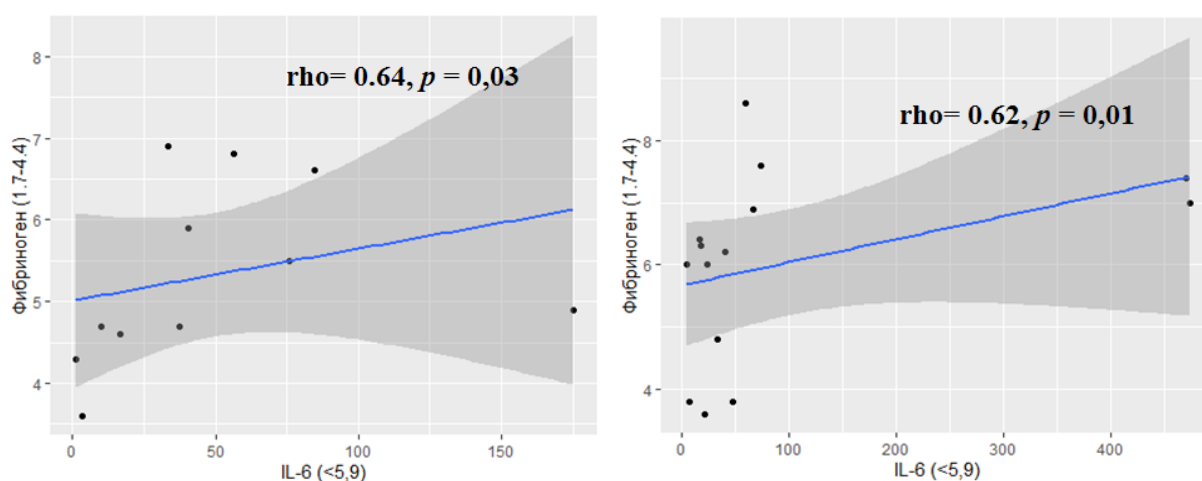 rho= 0.64, p = 0,03
Фибриноген (1.7-4.4)
8
7
6
5
4
0
50
100
150
IL-6 (<5,9)
rho= 0.62, p = 0,01
Фибриноген (1.7-4.4)
8
6
4
0
100
200
300
400
IL-6 (<5,9)